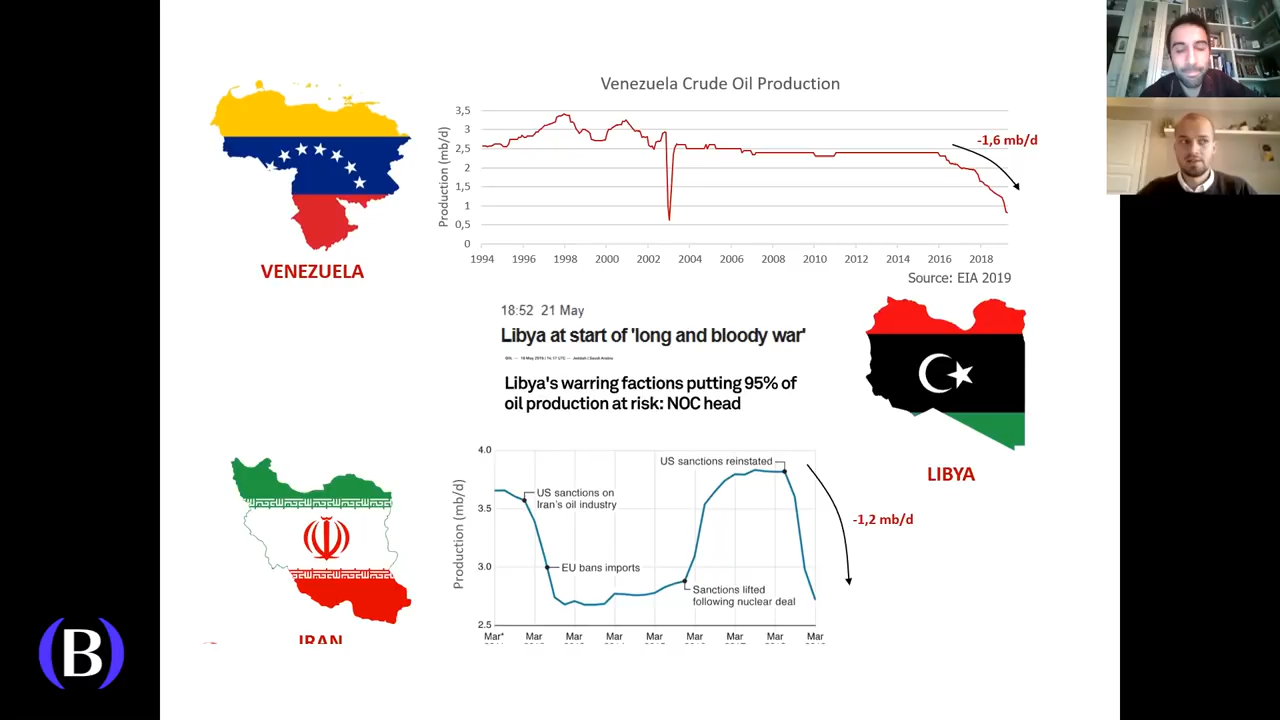 Venezuela Crude Oil Production
3,5
3
2,5
2
1,5
1
0,5
0
Production (mb/d)
-1,6 mb/d
1994 1996 1998 2000 2002 2004 2006 2008 2010 2012 2014 2016 2018
Source: EIA 2019
VENEZUELA
18:52 21 May
Libya at start of 'long and bloody war'
Libya's warring factions putting 95% of
oil production at risk: NOC head
LIBYA
4.0
3.5
3.0
2.5
Production (mb/d)
US sanctions reinstated
US sanctions on
Iran's oil industry
EU bans imports
Sanctions lifted
following nuclear deal
-1,2 mb/d
Mar* Mar Mar Mar Mar Mar Mar Mar Mar
IRAN
(B)